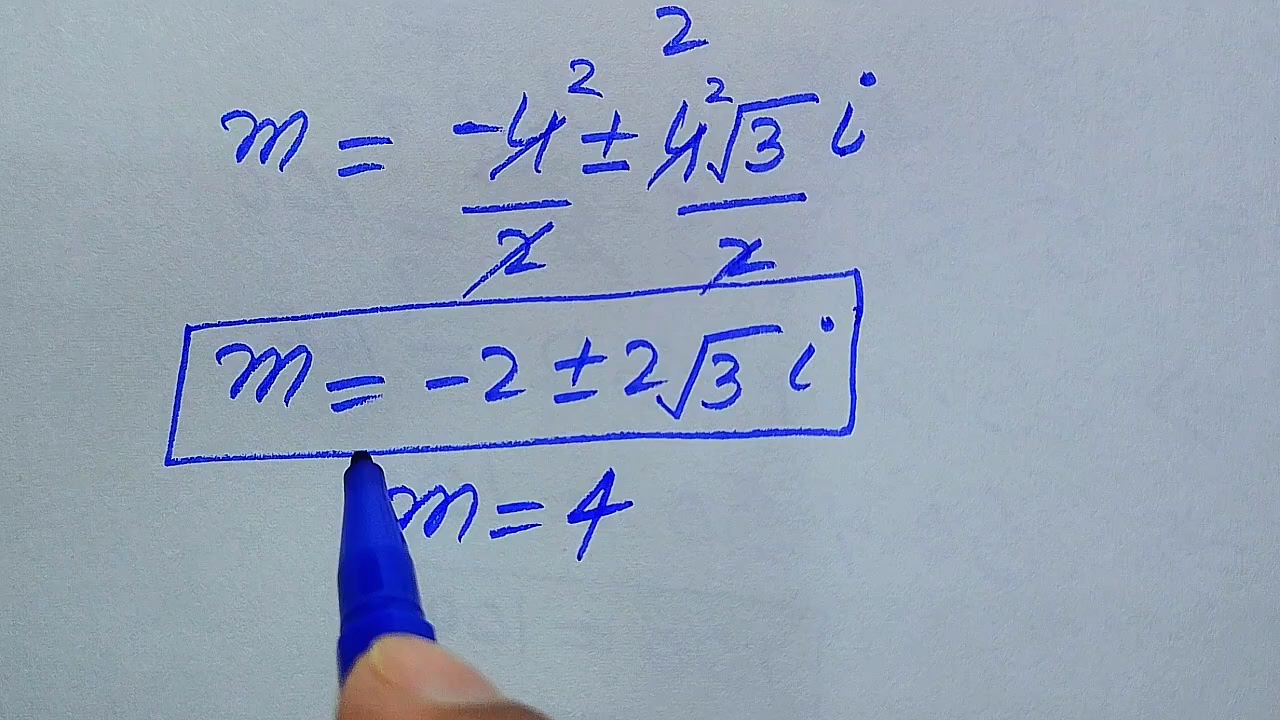 2
m = -4² ± 4²√3 i
2 2
m = -2 ± 2√3 i
m = 4